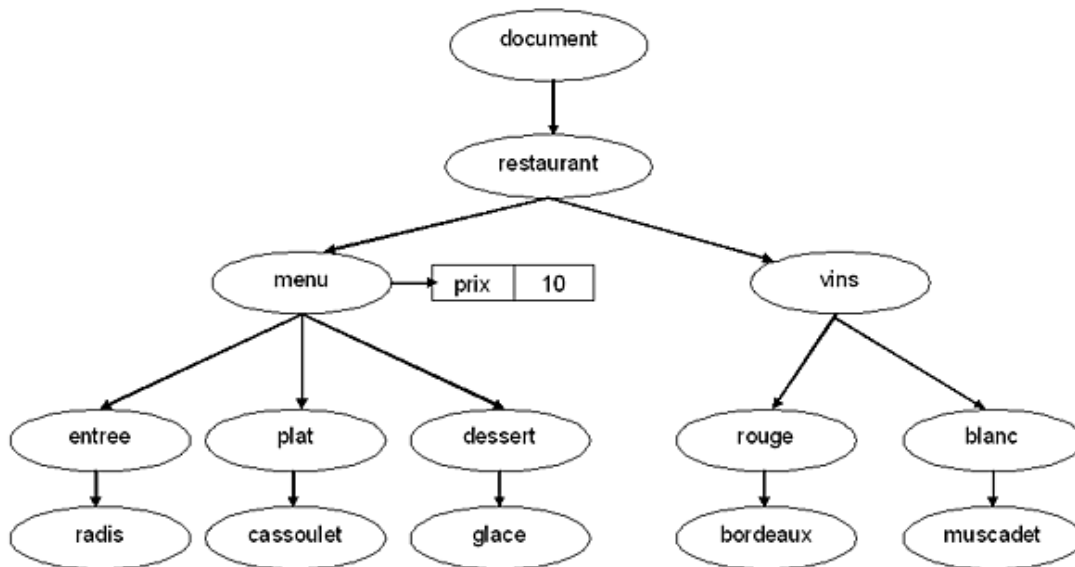 document
restaurant
menu prix 10 vins
entree plat dessert rouge blanc
radis cassoulet glace bordeaux muscadet